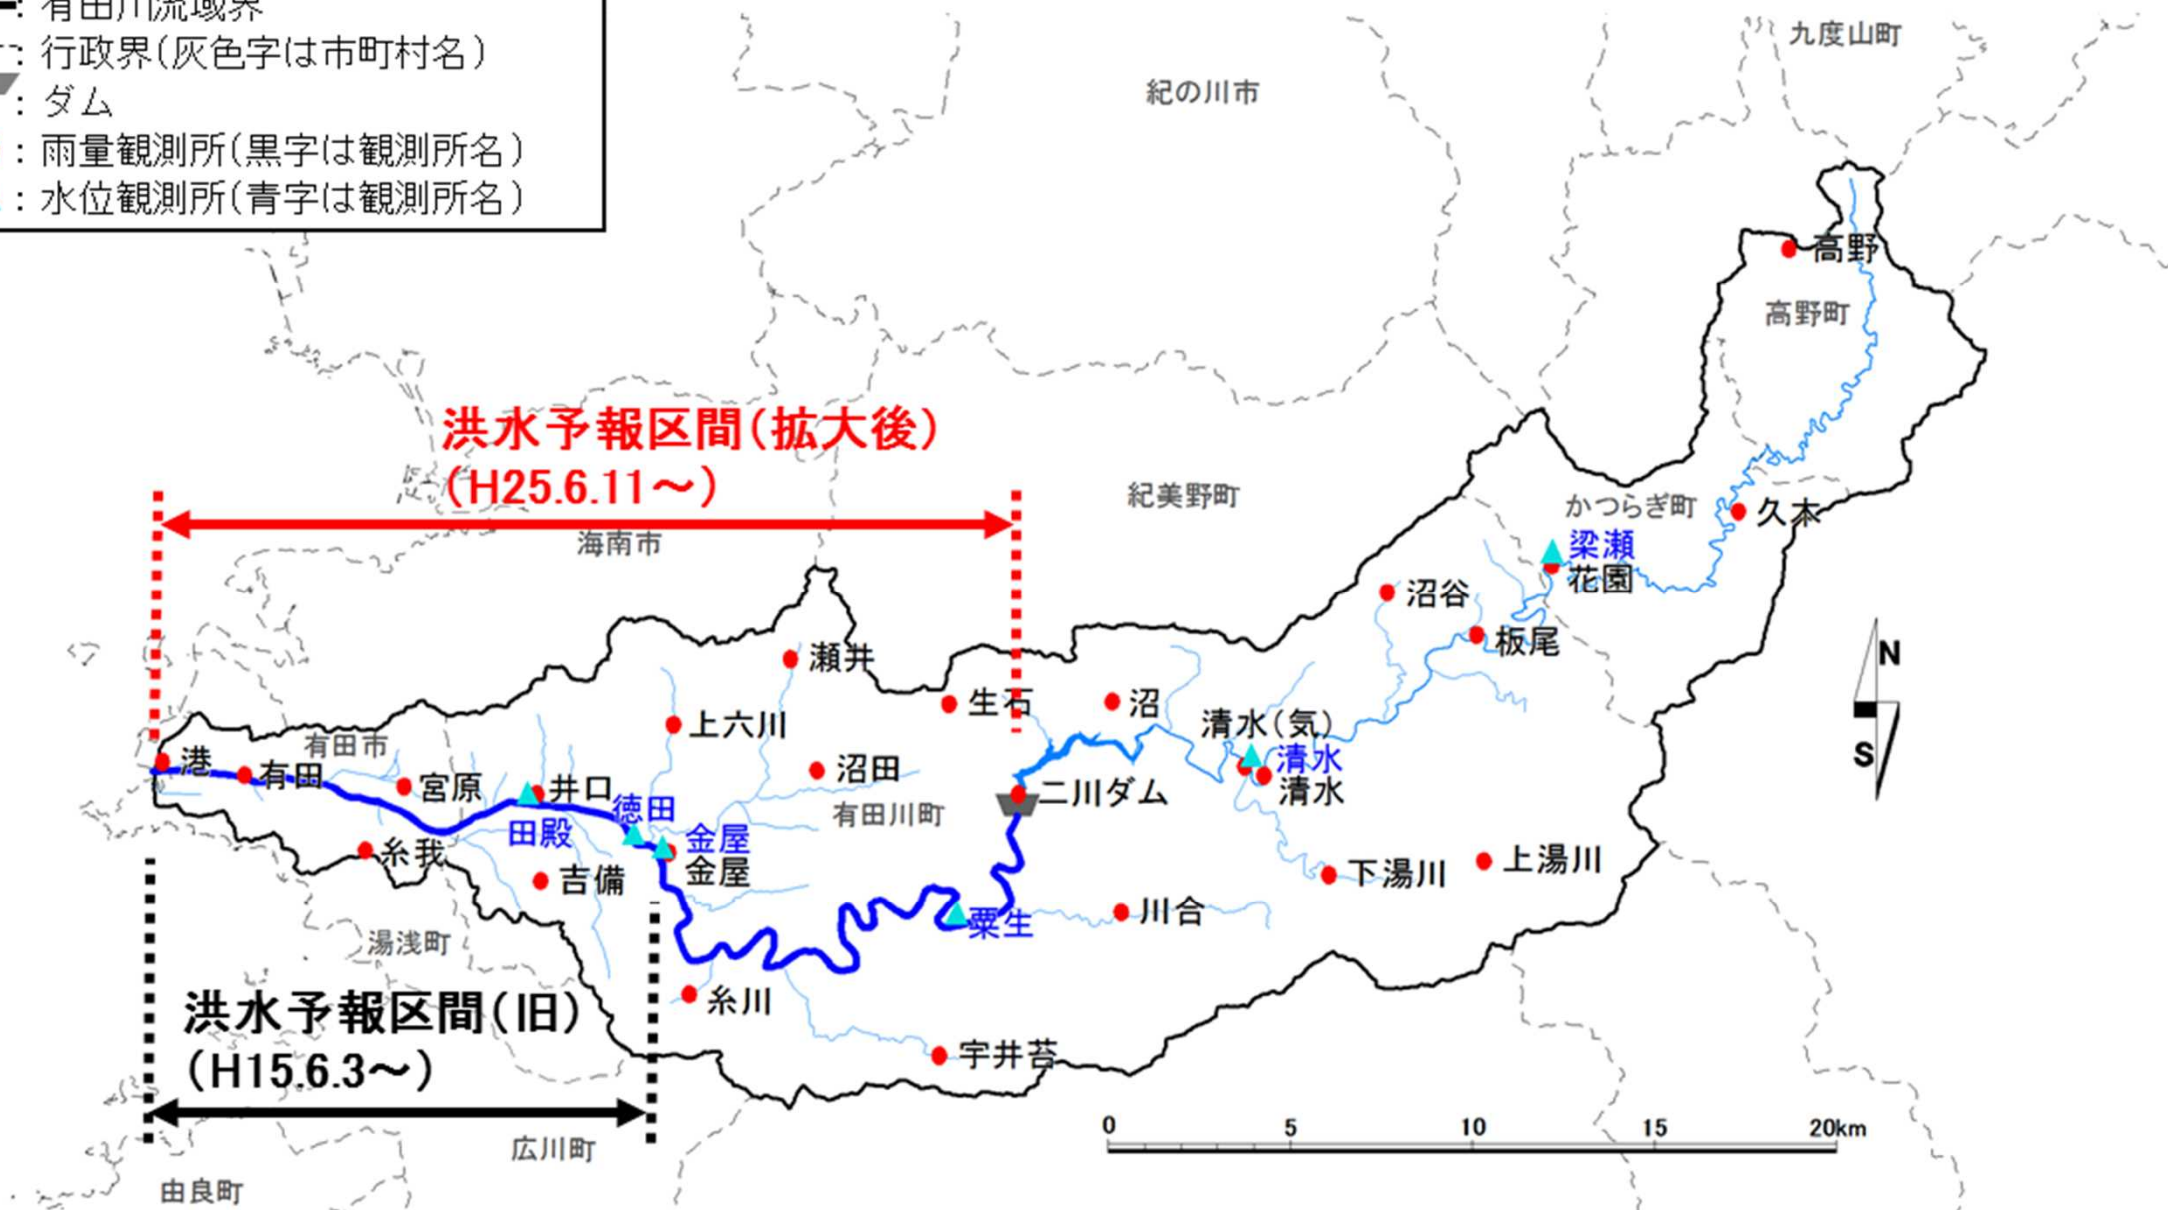 : 有田川流域界
: 行政界(灰色字は市町村名)
: ダム
: 雨量観測所(黒字は観測所名)
: 水位観測所(青字は観測所名)
九度山町
紀の川市
高野
高野町
洪水予報区間(拡大後)
(H25.6.11～)
紀美野町
かつらぎ町
久木
海南市
梁瀬
花園
沼谷
板尾
N
S
瀬井
生石
沼
上六川
清水(気)
清水
清水
有田市
港
有田
宮原
井口
沼田
二川ダム
徳田
有田川町
田殿
金屋
金屋
糸我
吉備
下湯川
上湯川
粟生
川合
湯浅町
糸川
洪水予報区間(旧)
(H15.6.3～)
宇井苔
広川町
由良町
0 5 10 15 20km